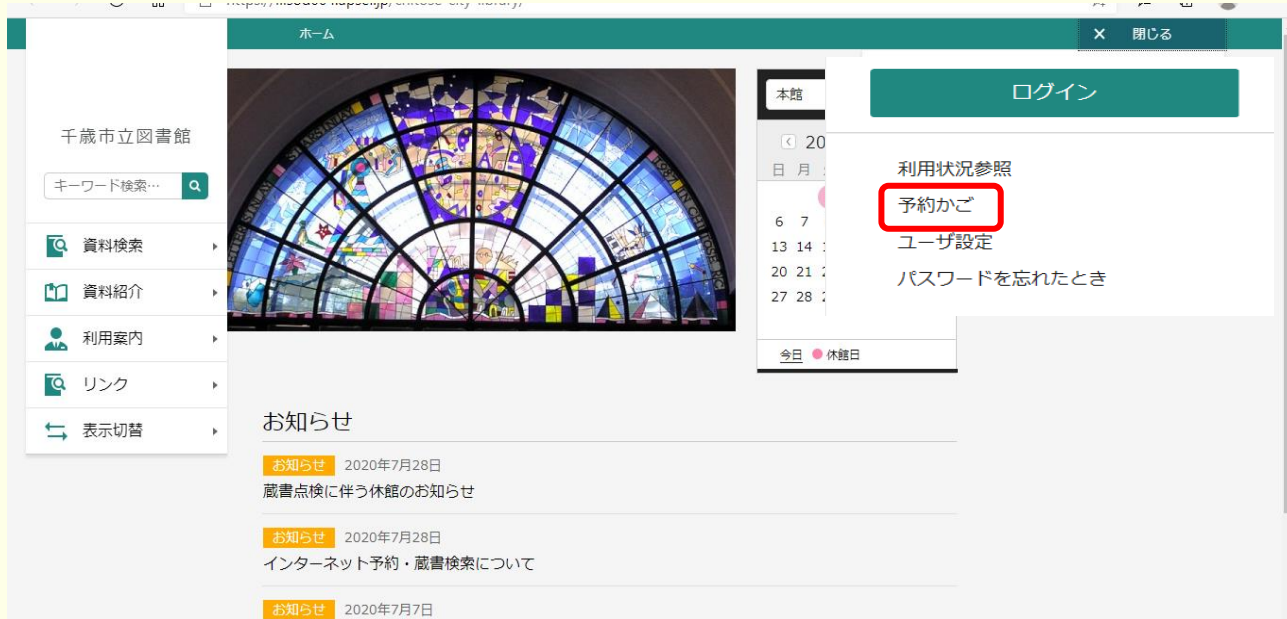 ホーム
× 閉じる
千歳市立図書館
キーワード検索…
資料検索
資料紹介
利用案内
リンク
表示切替
本館
20
日 月
6 7
13 14
20 21
27 28
今日 休館日
ログイン
利用状況参照
予約かご
ユーザ設定
パスワードを忘れたとき
お知らせ
お知らせ 2020年7月28日
蔵書点検に伴う休館のお知らせ
お知らせ 2020年7月28日
インターネット予約・蔵書検索について
お知らせ 2020年7月7日